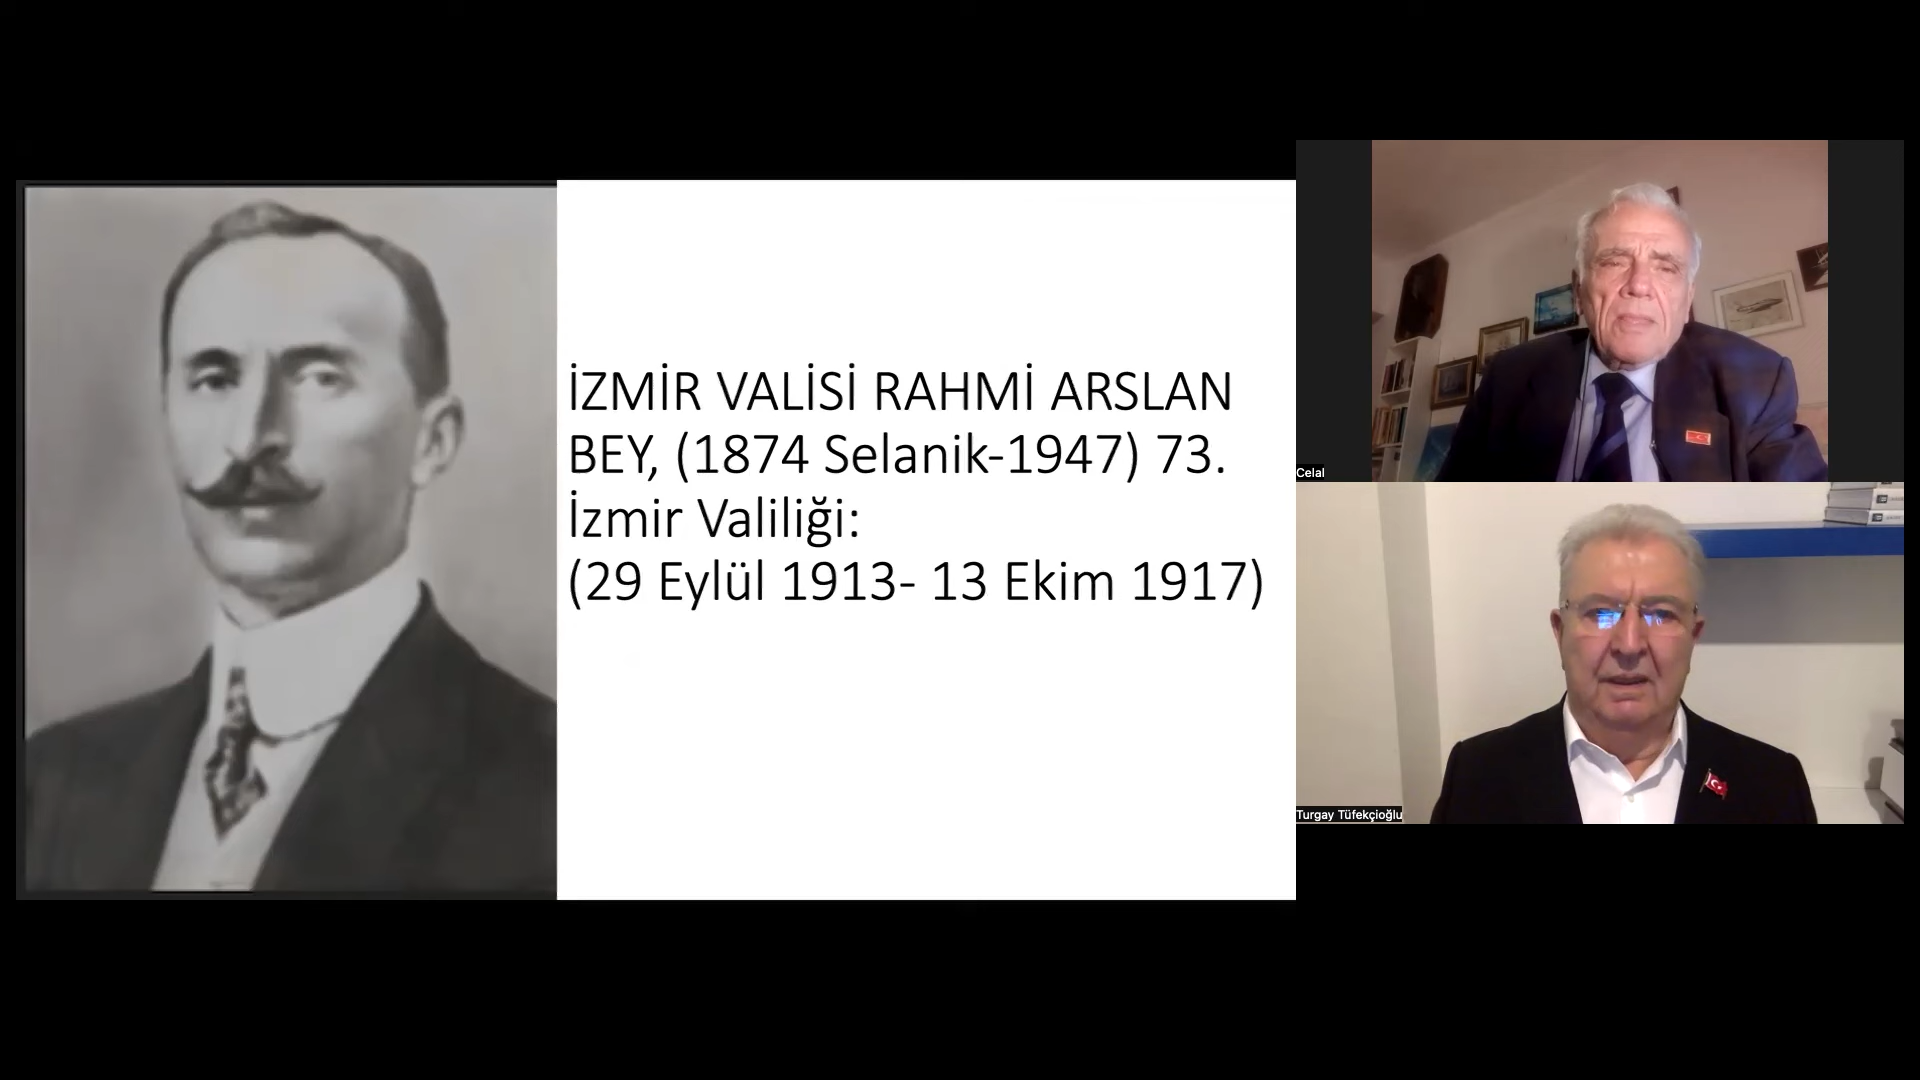 İZMİR VALİSİ RAHMİ ARSLAN
BEY, (1874 Selanik-1947) 73.
İzmir Valiliği:
(29 Eylül 1913- 13 Ekim 1917)
Celal
Turgay Tüfekçioğlu